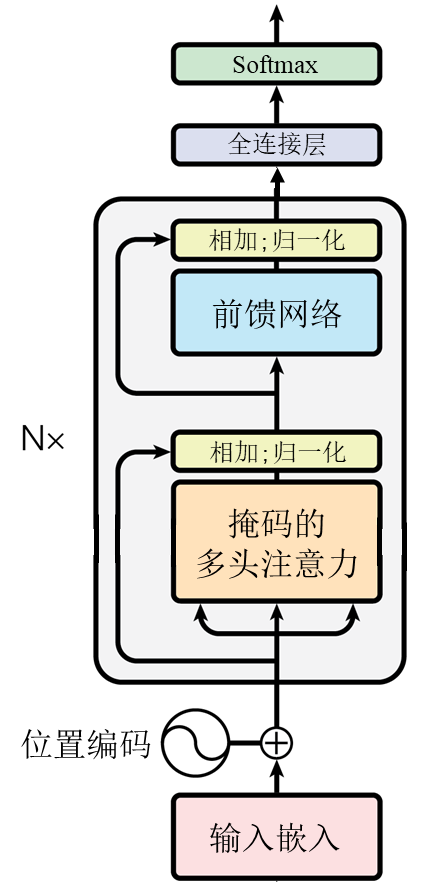 Softmax
全连接层
相加;归一化
前馈网络
N×
相加;归一化
掩码的
多头注意力
位置编码
输入嵌入